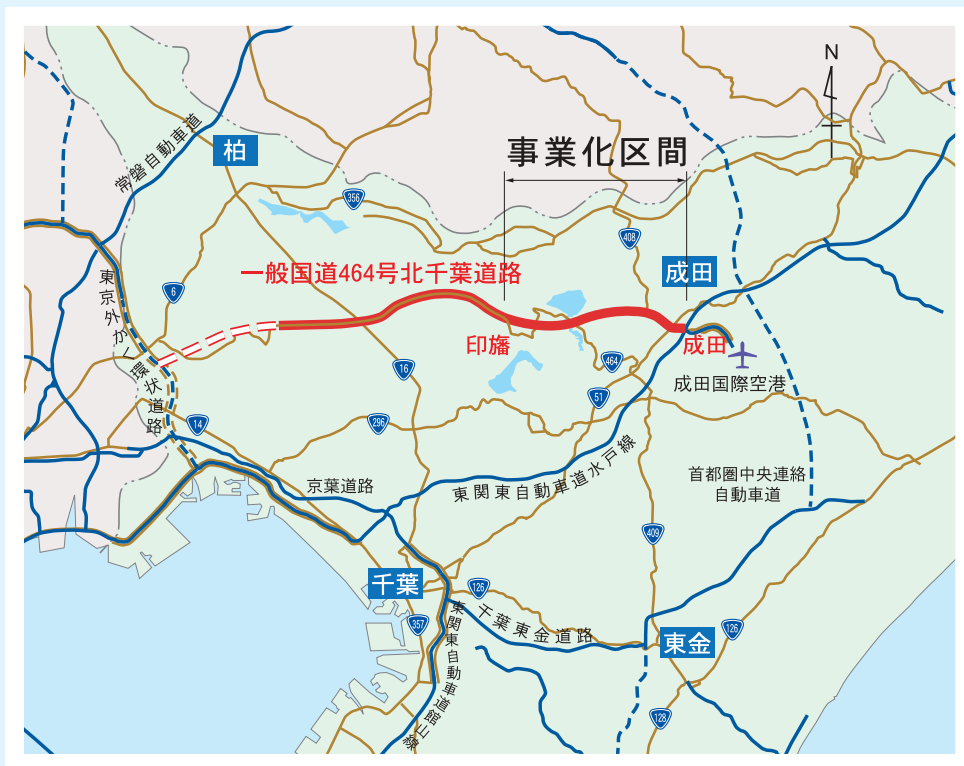 N
柏
常磐自動車道
事業化区間
356
408
成田
一般国道464号北千葉道路
6
東京外かく環状道路
印旛
成田
464
成田国際空港
16
51
296
14
首都圏中央連絡
自動車道
京葉道路
東関東自動車道水戸線
409
千葉
126
千葉東金道路
357
東関東自動車道館山線
126
東金
128